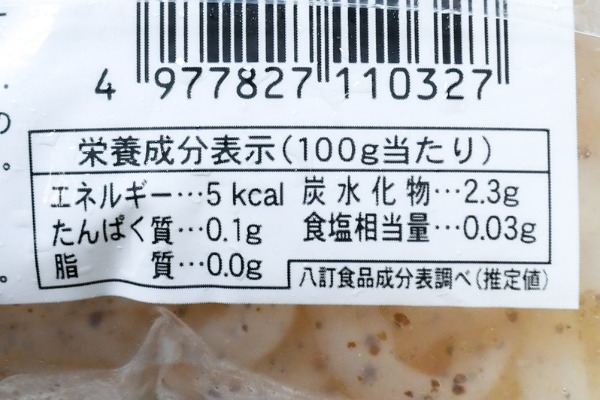 4 977827 110327
の
。
栄養成分表示(100g当たり)
エネルギー…5 kcal 炭水化物…2.3g
たんぱく質…0.1g 食塩相当量…0.03g
脂 質…0.0g
八訂食品成分表調べ(推定値)
。